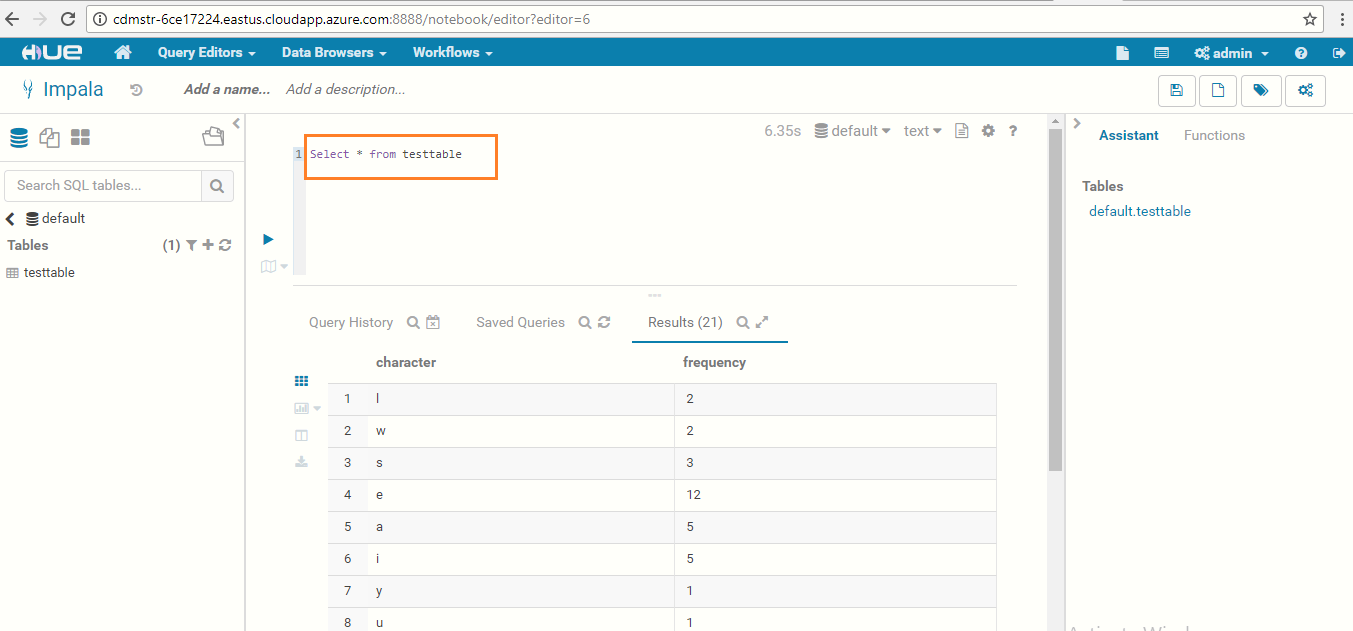 cdmstr-6ce17224.eastus.cloudapp.azure.com:8888/notebook/editor?editor=6
HUE Query Editors Data Browsers Workflows admin ?
Impala Add a name... Add a description...
6.35s default text ?
Assistant Functions
1 Select * from testtable
Search SQL tables...
Tables
default.testtable
default
Tables (1)
testtable
Query History Saved Queries Results (21)
character frequency
1 l 2
2 w 2
3 s 3
4 e 12
5 a 5
6 i 5
7 y 1
8 u 1